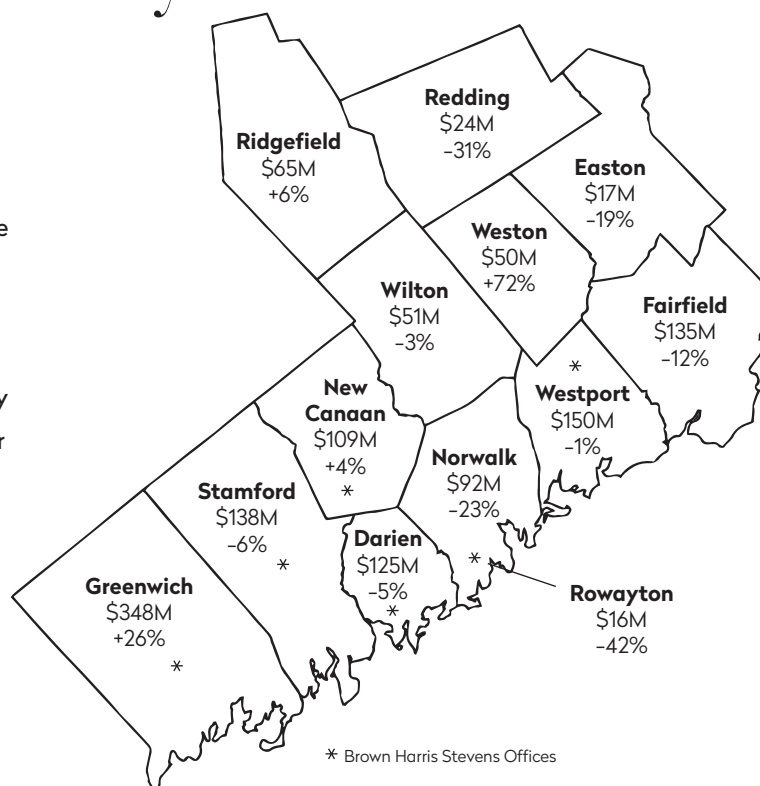 y
e
y
r
Ridgefield
$65M
+6%
Redding
$24M
-31%
Easton
$17M
-19%
Weston
$50M
+72%
Wilton
$51M
-3%
Fairfield
$135M
-12%
New
Canaan
$109M
+4%
*
*
Westport
$150M
-1%
Norwalk
$92M
-23%
*
Stamford
$138M
-6%
*
Darien
$125M
-5%
*
Greenwich
$348M
+26%
*
Rowayton
$16M
-42%
* Brown Harris Stevens Offices